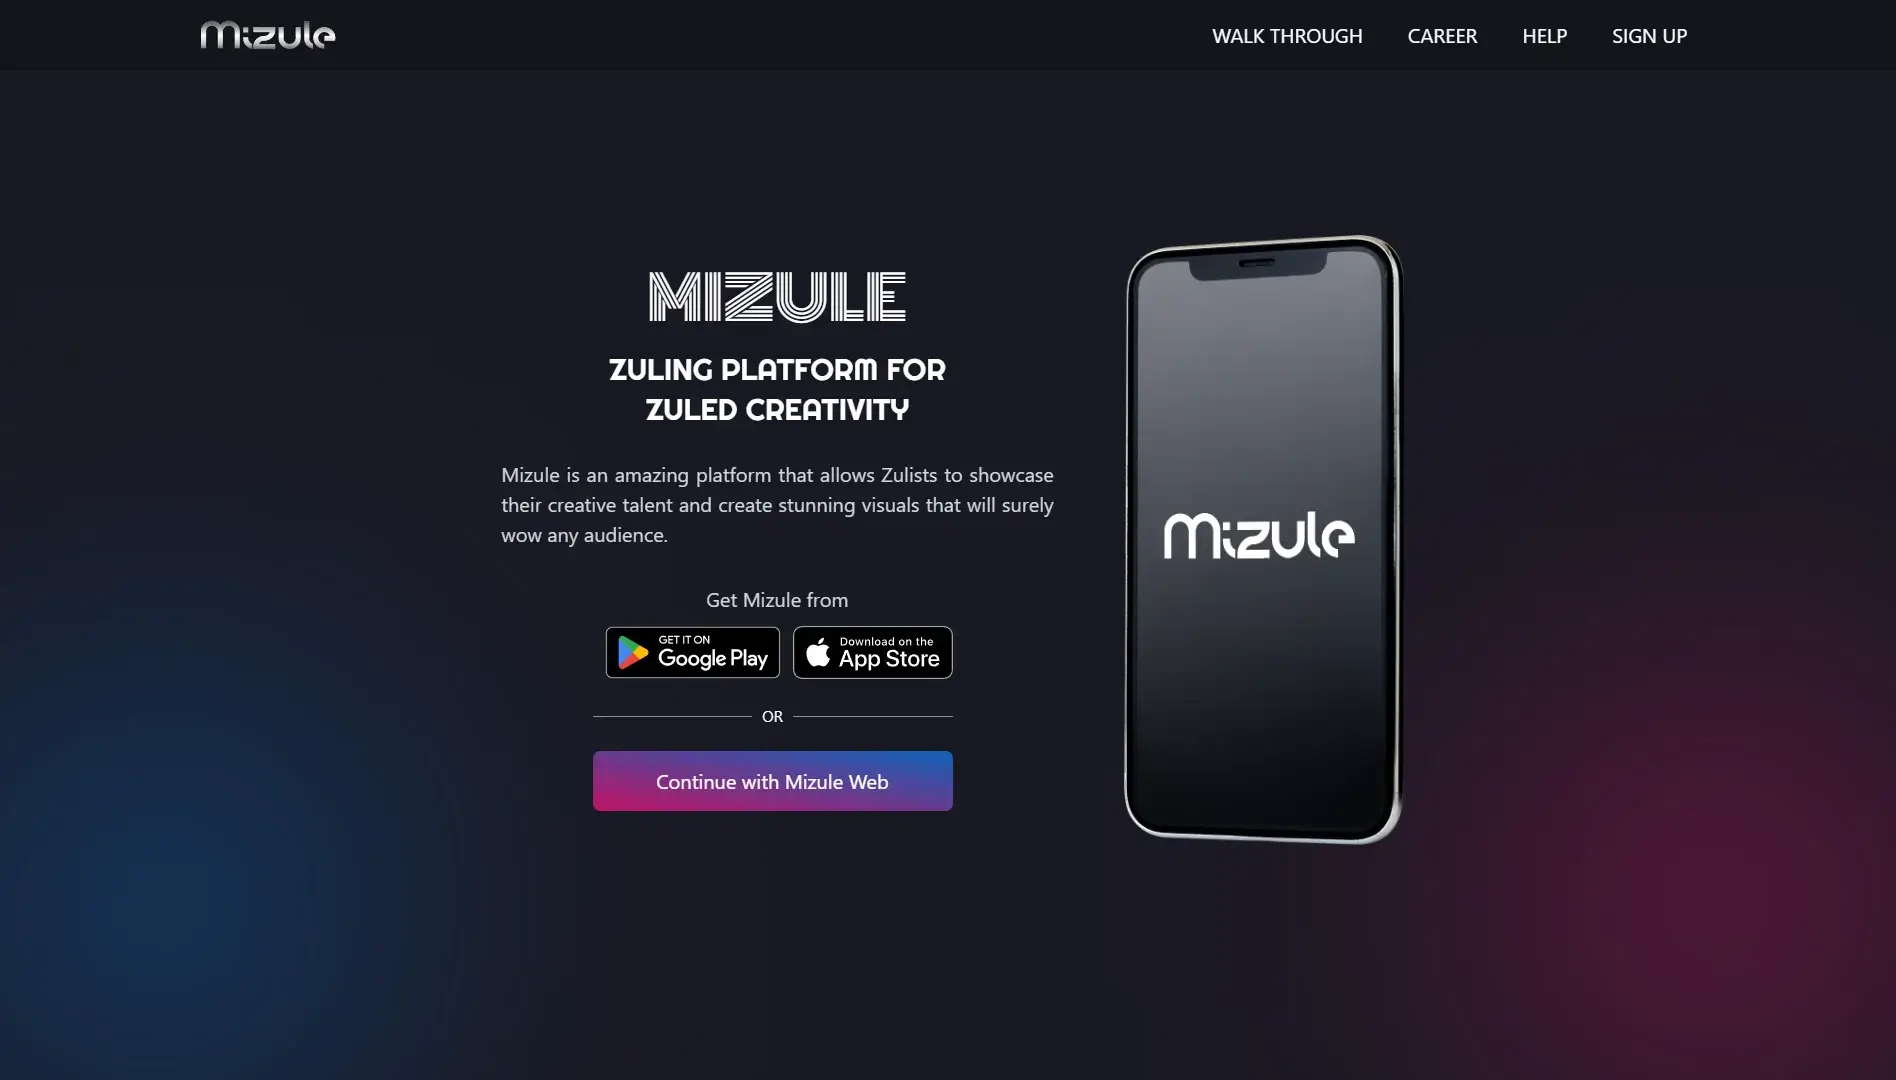 mizule
WALK THROUGH
CAREER
HELP
SIGN UP
MIZULE
ZULING PLATFORM FOR
ZULED CREATIVITY
Mizule is an amazing platform that allows Zulists to showcase
their creative talent and create stunning visuals that will surely
wow any audience.
Get Mizule from
GET IT ON
Google Play
Download on the
App Store
OR
Continue with Mizule Web
mizule